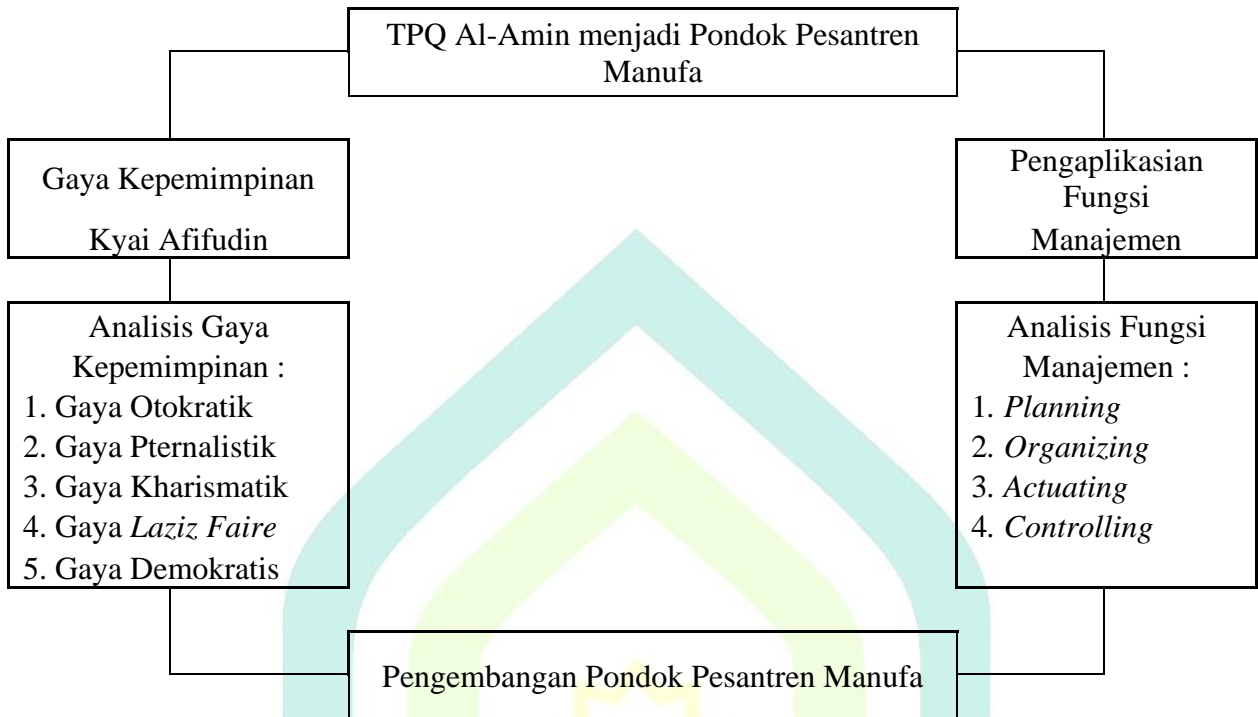 TPQ Al-Amin menjadi Pondok Pesantren
Manufa
Gaya Kepemimpinan
Kyai Afifudin
Pengaplikasian
Fungsi
Manajemen
Analisis Gaya
Kepemimpinan :
1. Gaya Otokratik
2. Gaya Pternalistik
3. Gaya Kharismatik
4. Gaya Laziz Faire
5. Gaya Demokratis
Analisis Fungsi
Manajemen :
1. Planning
2. Organizing
3. Actuating
4. Controlling
Pengembangan Pondok Pesantren Manufa